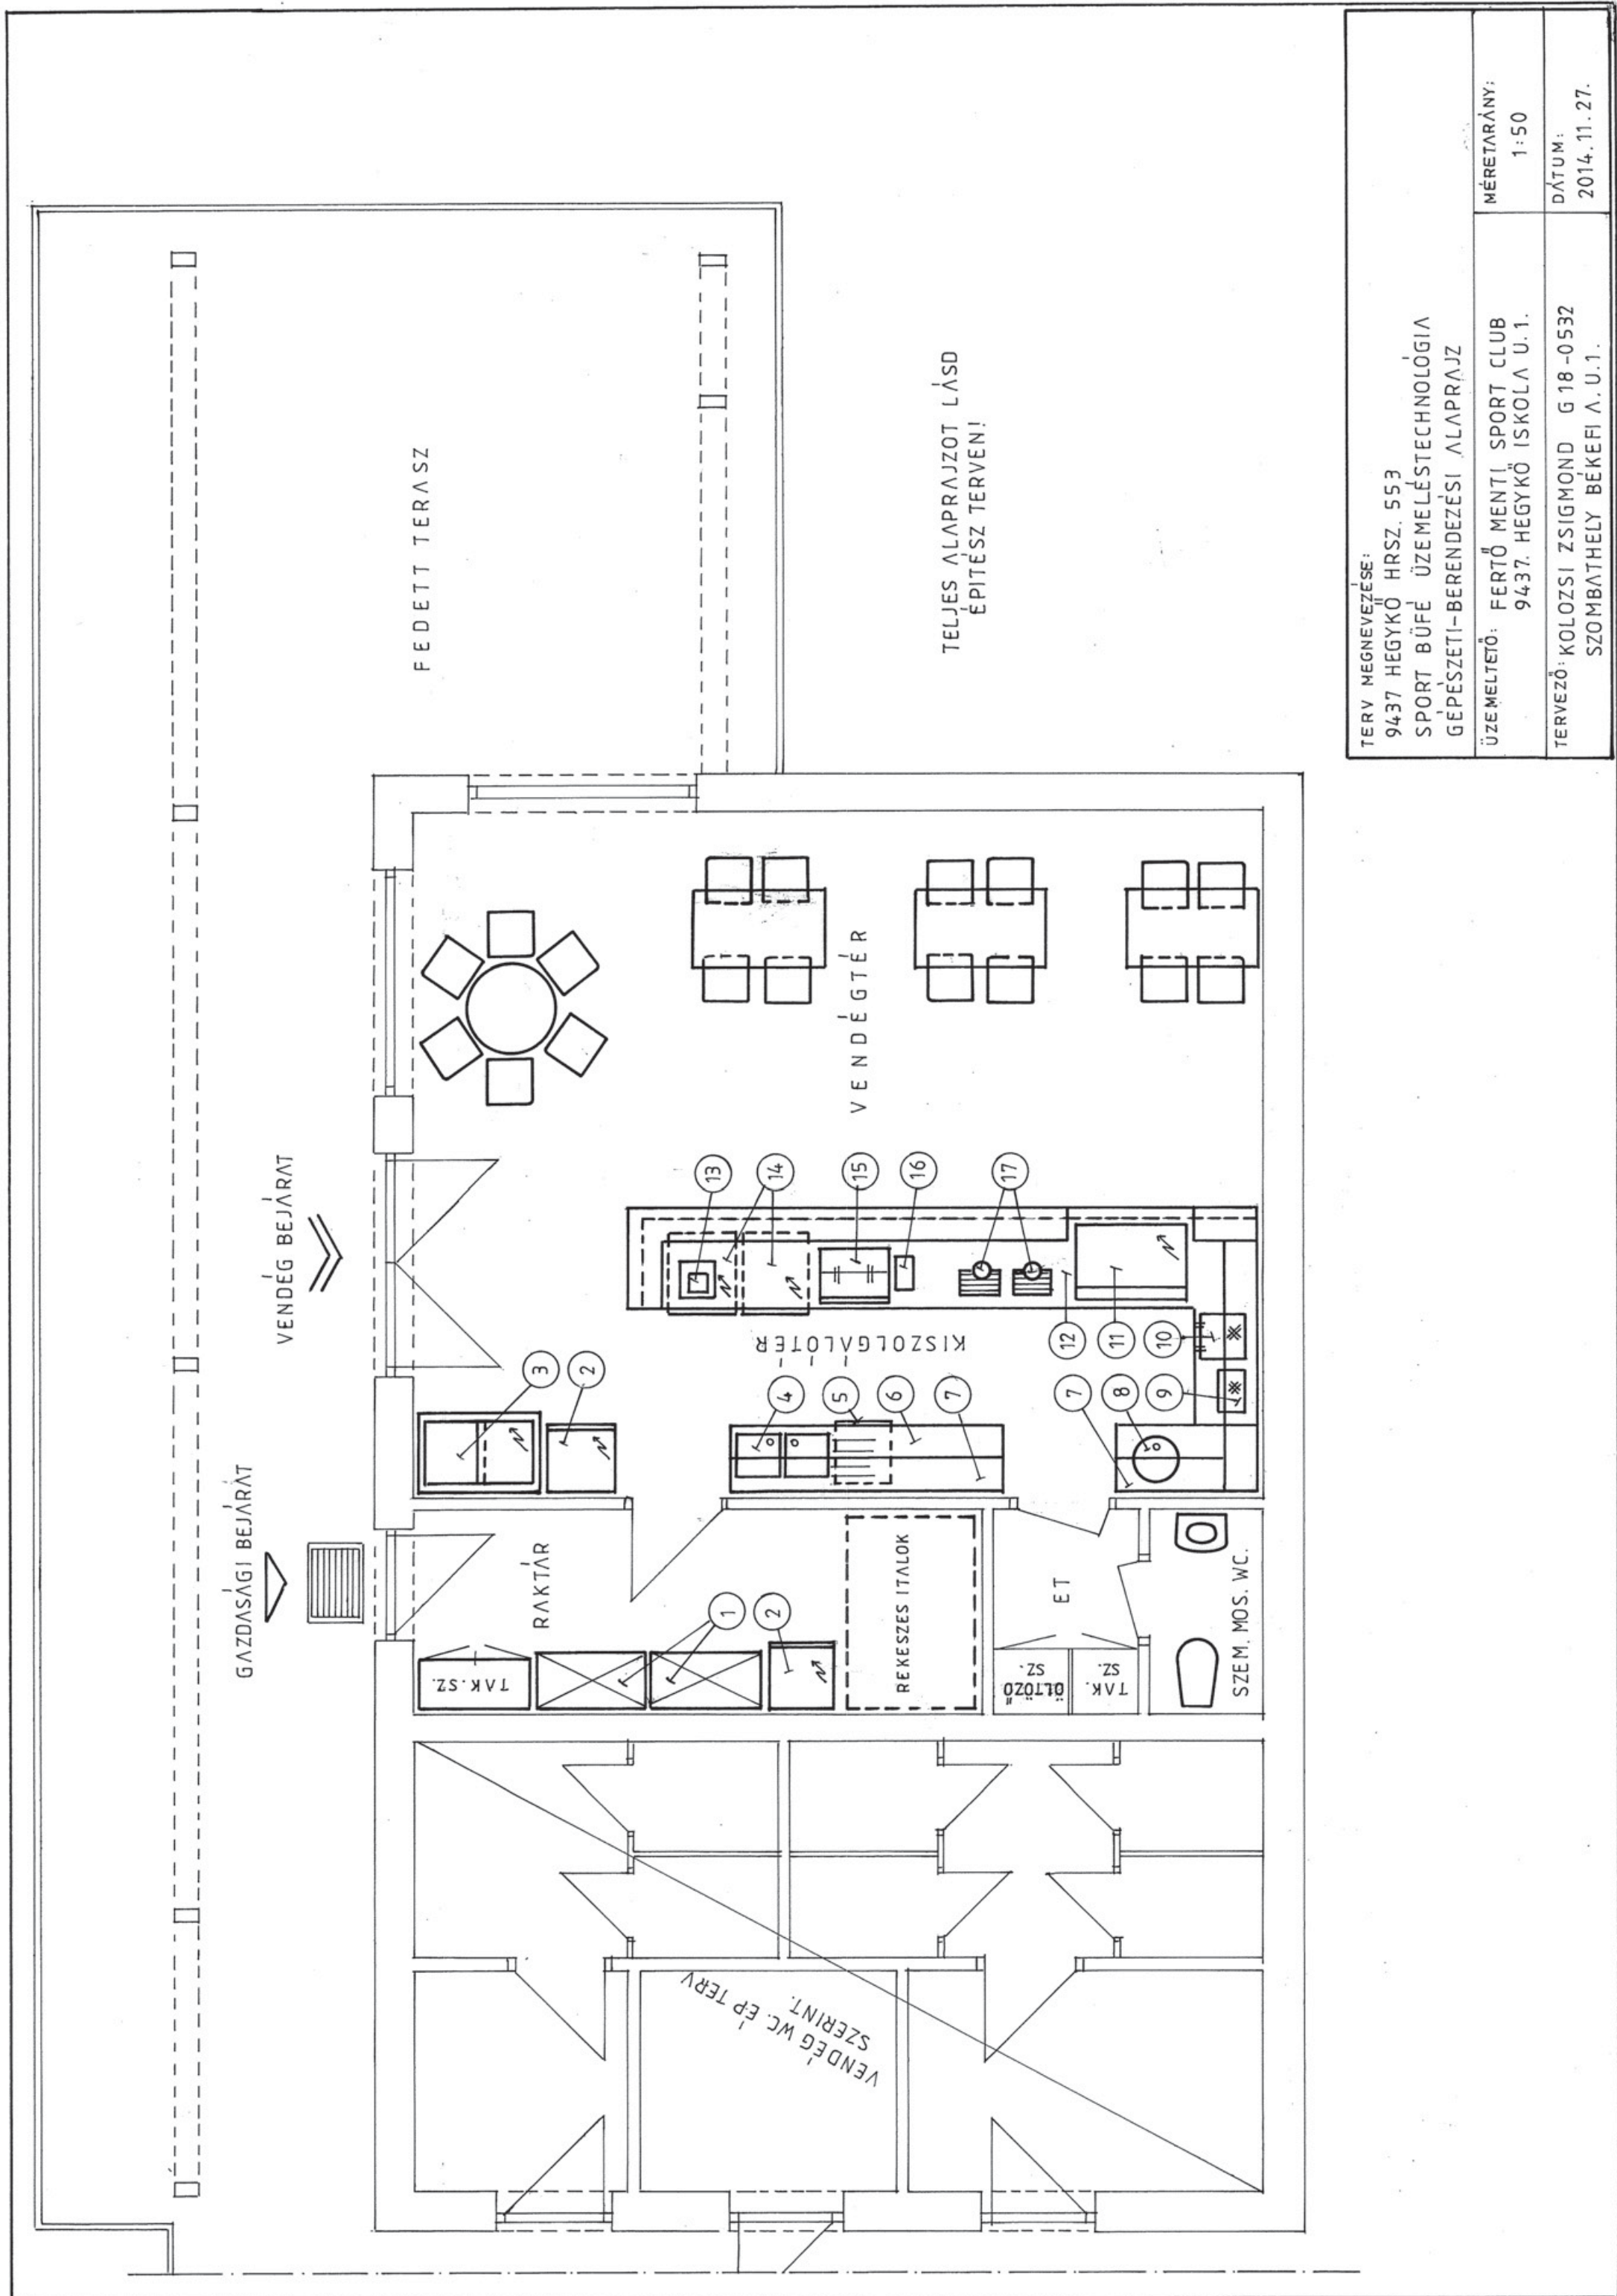 FEDETT TERASZ
VENDÉG BEJÁRAT
GAZDASÁGI BEJÁRAT
TELJES ALAPRAJZOT LÁSD
ÉPITÉSZ TERVEN!
VENDÉGTÉR
KISZOLGÁLÓTÉR
RAKTÁR
TAK.SZ.
REKESZES ITALOK
ET
ÖLTÖZŐ
SZ.
TAK.
SZ.
SZEM. MOS. WC.
VENDÉG WC. ÉP TERV
SZERINT.
1
2
3
2
4
5
6
7
7
8
9
10
11
12
13
14
15
16
17
TERV MEGNEVEZÉSE:
9437 HEGYKŐ HRSZ. 553
SPORT BÜFÉ ÜZEMELÉSTECHNOLÓGIA
GÉPÉSZETI-BERENDEZÉSI ALAPRAJZ
ÜZEMELTETŐ: FERTŐ MENTI SPORT CLUB
9437. HEGYKŐ ISKOLA U.1.
MÉRETARÁNY:
1:50
TERVEZŐ: KOLOZSI ZSIGMOND G 18-0532
SZOMBATHELY BÉKEFI A.U.1.
DÁTUM:
2014.11.27.